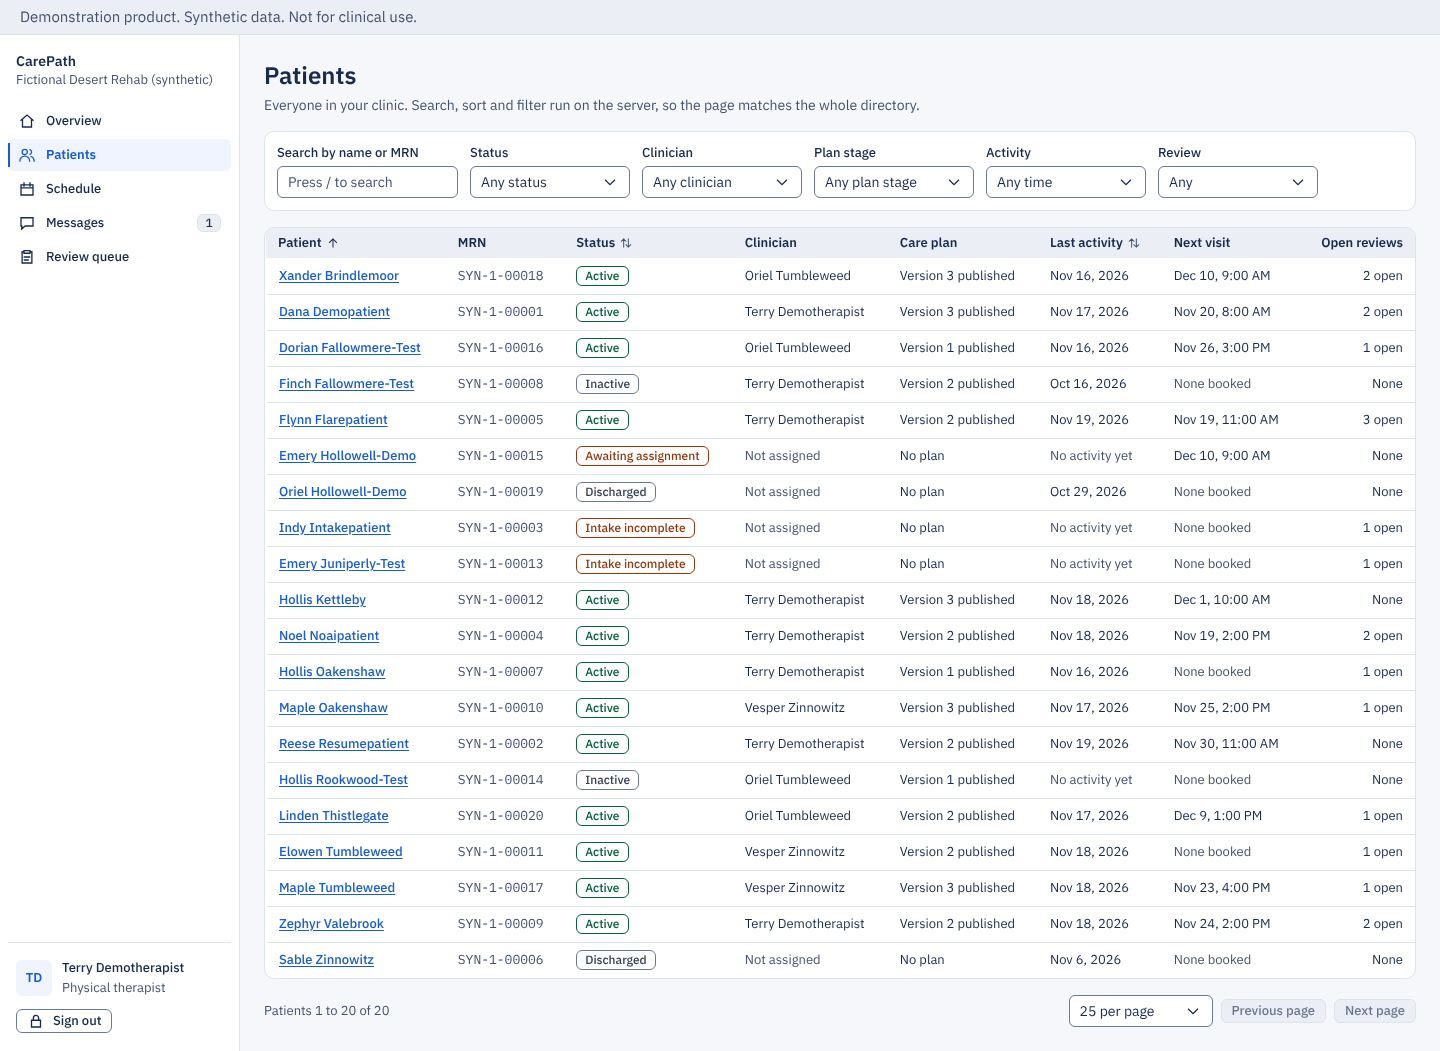 Demonstration product. Synthetic data. Not for clinical use.
CarePath
Fictional Desert Rehab (synthetic)
Overview
Patients
Schedule
Messages 1
Review queue
TD
Terry Demotherapist
Physical therapist
Sign out
Patients
Everyone in your clinic. Search, sort and filter run on the server, so the page matches the whole directory.
Search by name or MRN Status Clinician Plan stage Activity Review
Press / to search Any status Any clinician Any plan stage Any time Any
Patient MRN Status Clinician Care plan Last activity Next visit Open reviews
Xander Brindlemoor SYN-1-00018 Active Oriel Tumbleweed Version 3 published Nov 16, 2026 Dec 10, 9:00 AM 2 open
Dana Demopatient SYN-1-00001 Active Terry Demotherapist Version 3 published Nov 17, 2026 Nov 20, 8:00 AM 2 open
Dorian Fallowmere-Test SYN-1-00016 Active Oriel Tumbleweed Version 1 published Nov 16, 2026 Nov 26, 3:00 PM 1 open
Finch Fallowmere-Test SYN-1-00008 Inactive Terry Demotherapist Version 2 published Oct 16, 2026 None booked None
Flynn Flarepatient SYN-1-00005 Active Terry Demotherapist Version 2 published Nov 19, 2026 Nov 19, 11:00 AM 3 open
Emery Hollowell-Demo SYN-1-00015 Awaiting assignment Not assigned No plan No activity yet Dec 10, 9:00 AM None
Oriel Hollowell-Demo SYN-1-00019 Discharged Not assigned No plan Oct 29, 2026 None booked None
Indy Intakepatient SYN-1-00003 Intake incomplete Not assigned No plan No activity yet None booked 1 open
Emery Juniperly-Test SYN-1-00013 Intake incomplete Not assigned No plan No activity yet None booked 1 open
Hollis Kettleby SYN-1-00012 Active Terry Demotherapist Version 3 published Nov 18, 2026 Dec 1, 10:00 AM None
Noel Noaipatient SYN-1-00004 Active Terry Demotherapist Version 2 published Nov 18, 2026 Nov 19, 2:00 PM 2 open
Hollis Oakenshaw SYN-1-00007 Active Terry Demotherapist Version 1 published Nov 16, 2026 None booked 1 open
Maple Oakenshaw SYN-1-00010 Active Vesper Zinnowitz Version 3 published Nov 17, 2026 Nov 25, 2:00 PM 1 open
Reese Resumepatient SYN-1-00002 Active Terry Demotherapist Version 2 published Nov 19, 2026 Nov 30, 11:00 AM None
Hollis Rookwood-Test SYN-1-00014 Inactive Oriel Tumbleweed Version 1 published No activity yet None booked None
Linden Thistlegate SYN-1-00020 Active Oriel Tumbleweed Version 2 published Nov 17, 2026 Dec 9, 1:00 PM 1 open
Elowen Tumbleweed SYN-1-00011 Active Vesper Zinnowitz Version 2 published Nov 18, 2026 None booked 1 open
Maple Tumbleweed SYN-1-00017 Active Vesper Zinnowitz Version 3 published Nov 18, 2026 Nov 23, 4:00 PM 1 open
Zephyr Valebrook SYN-1-00009 Active Terry Demotherapist Version 2 published Nov 18, 2026 Nov 24, 2:00 PM 2 open
Sable Zinnowitz SYN-1-00006 Discharged Not assigned No plan Nov 6, 2026 None booked None
Patients 1 to 20 of 20 25 per page Previous page Next page